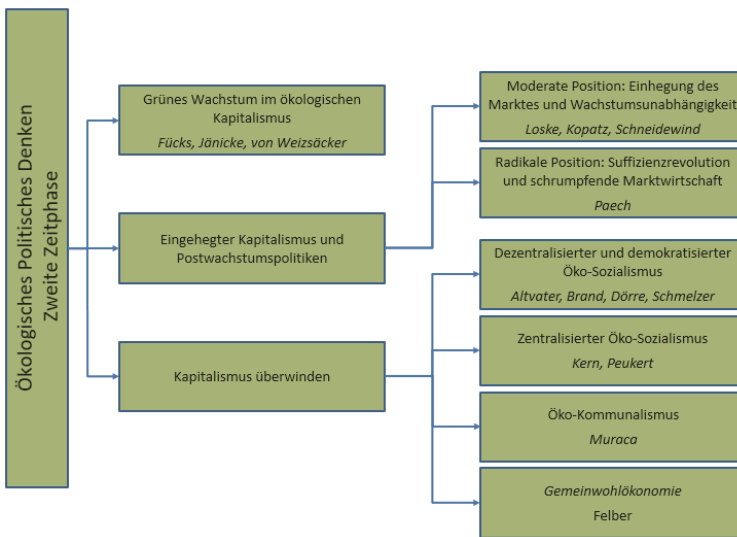 Ökologisches Politisches Denken
Zweite Zeitphase
Grünes Wachstum im ökologischen
Kapitalismus
Fücks, Jänicke, von Weizsäcker
Eingehegter Kapitalismus und
Postwachstumspolitiken
Kapitalismus überwinden
Moderate Position: Einhegung des
Marktes und Wachstumsunabhängigkeit
Loske, Kopatz, Schneidewind
Radikale Position: Suffizienzrevolution
und schrumpfende Marktwirtschaft
Paech
Dezentralisierter und demokratisierter
Öko-Sozialismus
Altvater, Brand, Dörre, Schmelzer
Zentralisierter Öko-Sozialismus
Kern, Peukert
Öko-Kommunalismus
Muraca
Gemeinwohlökonomie
Felber